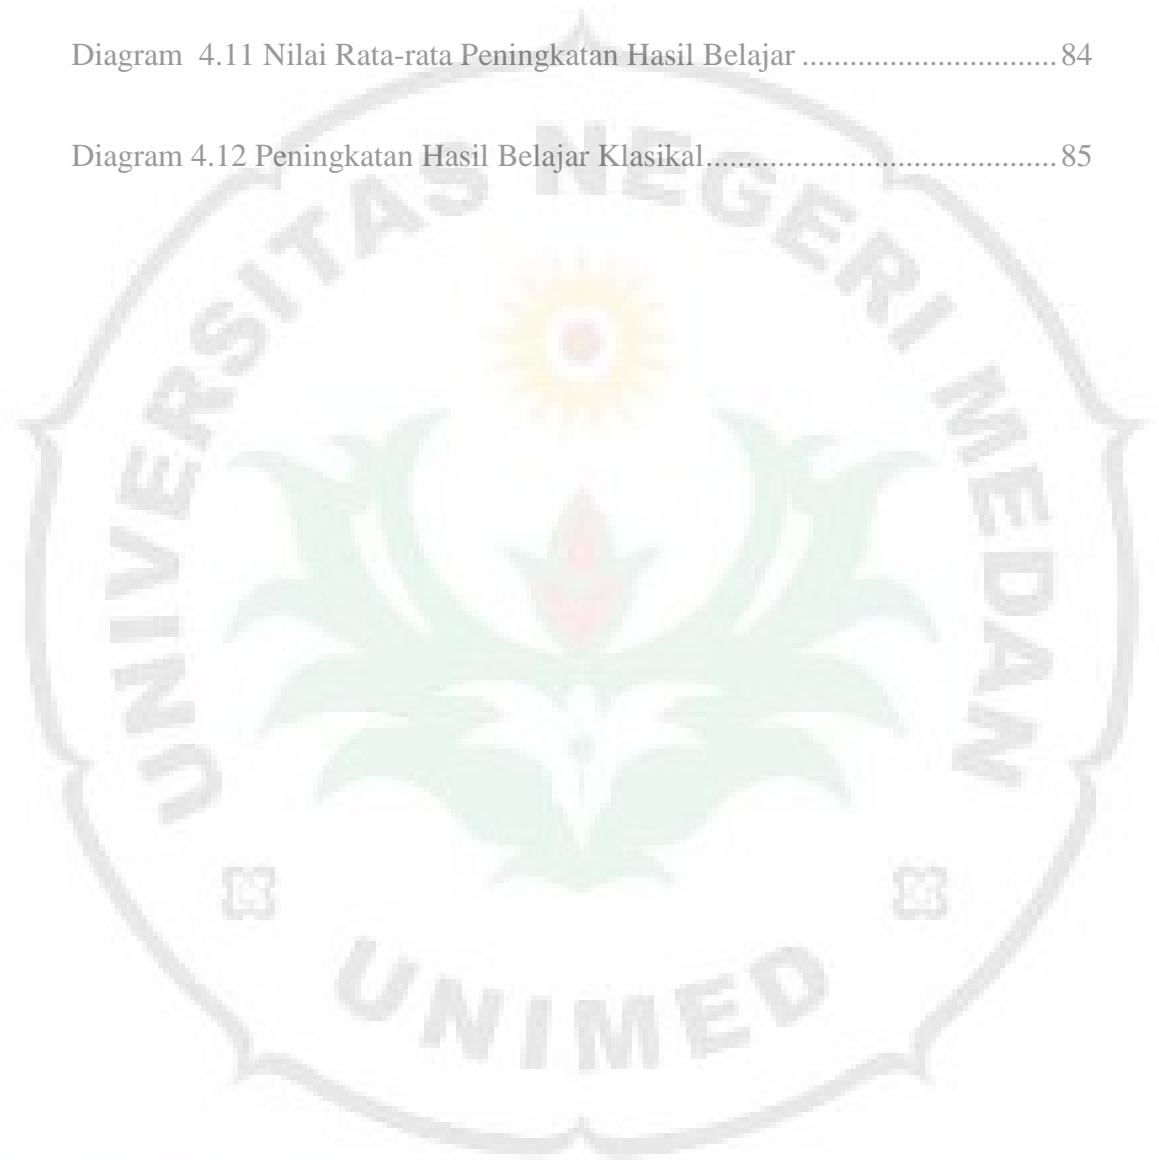 Diagram  4.11 Nilai Rata-rata Peningkatan Hasil Belajar ................................ 84
Diagram 4.12 Peningkatan Hasil Belajar Klasikal............................................ 85
UNIVERSITAS NEGERI MEDAN
UNIMED